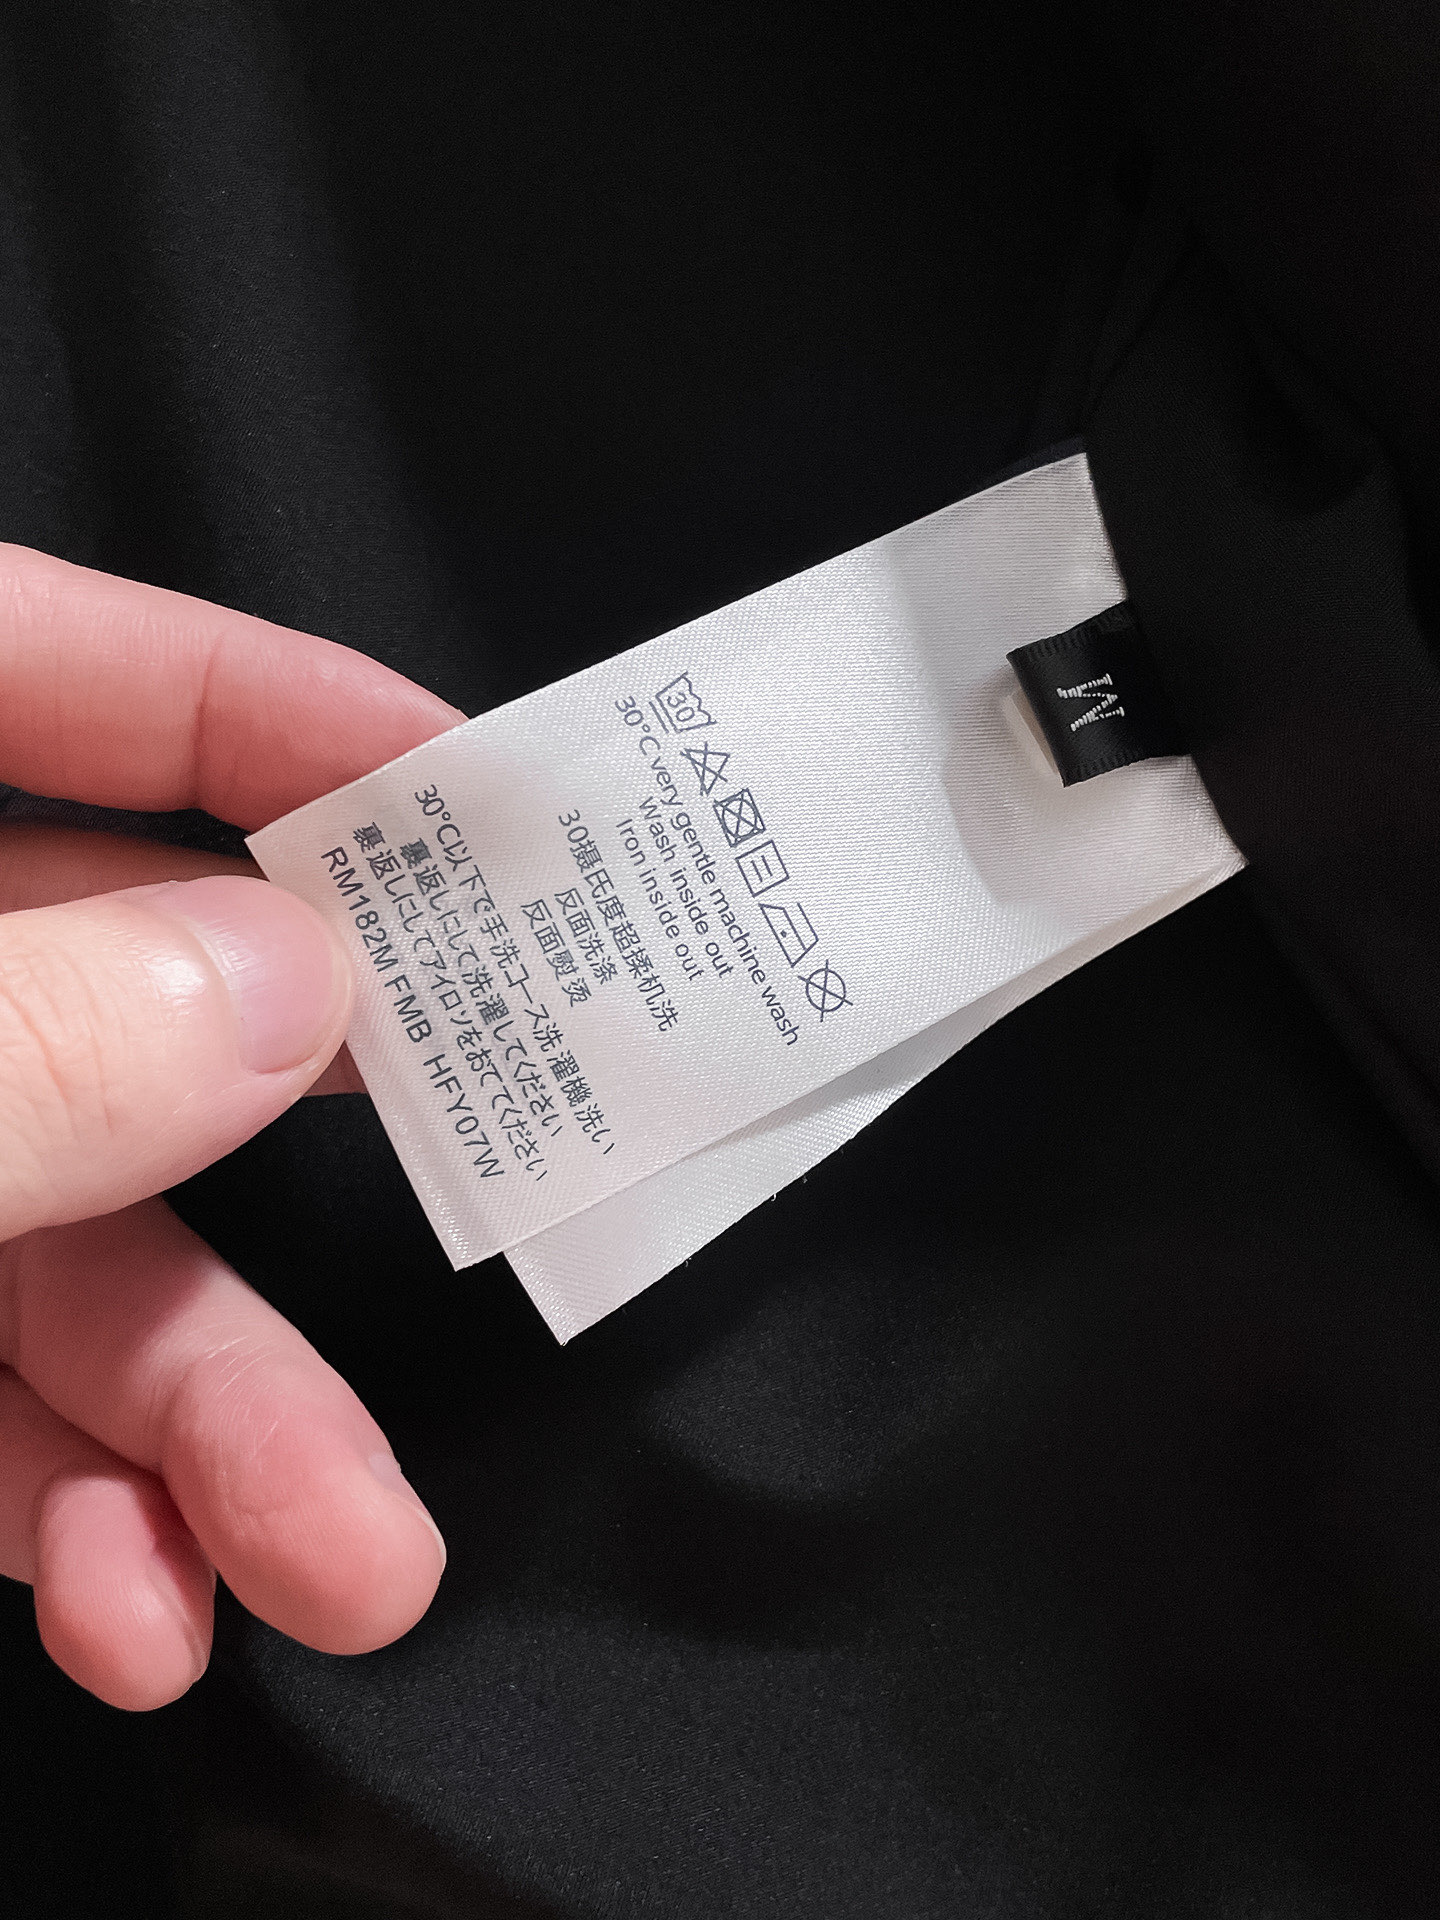 M
30
30°C very gentle machine wash
Wash inside out
Iron inside out
30摄氏度超揉机洗
反面洗涤
反面熨烫
30°C以下で手洗コース洗濯機洗い
裏返しにして洗濯してください
裏返しにしてアイロンをおててください
RM182M FMB HFY07W